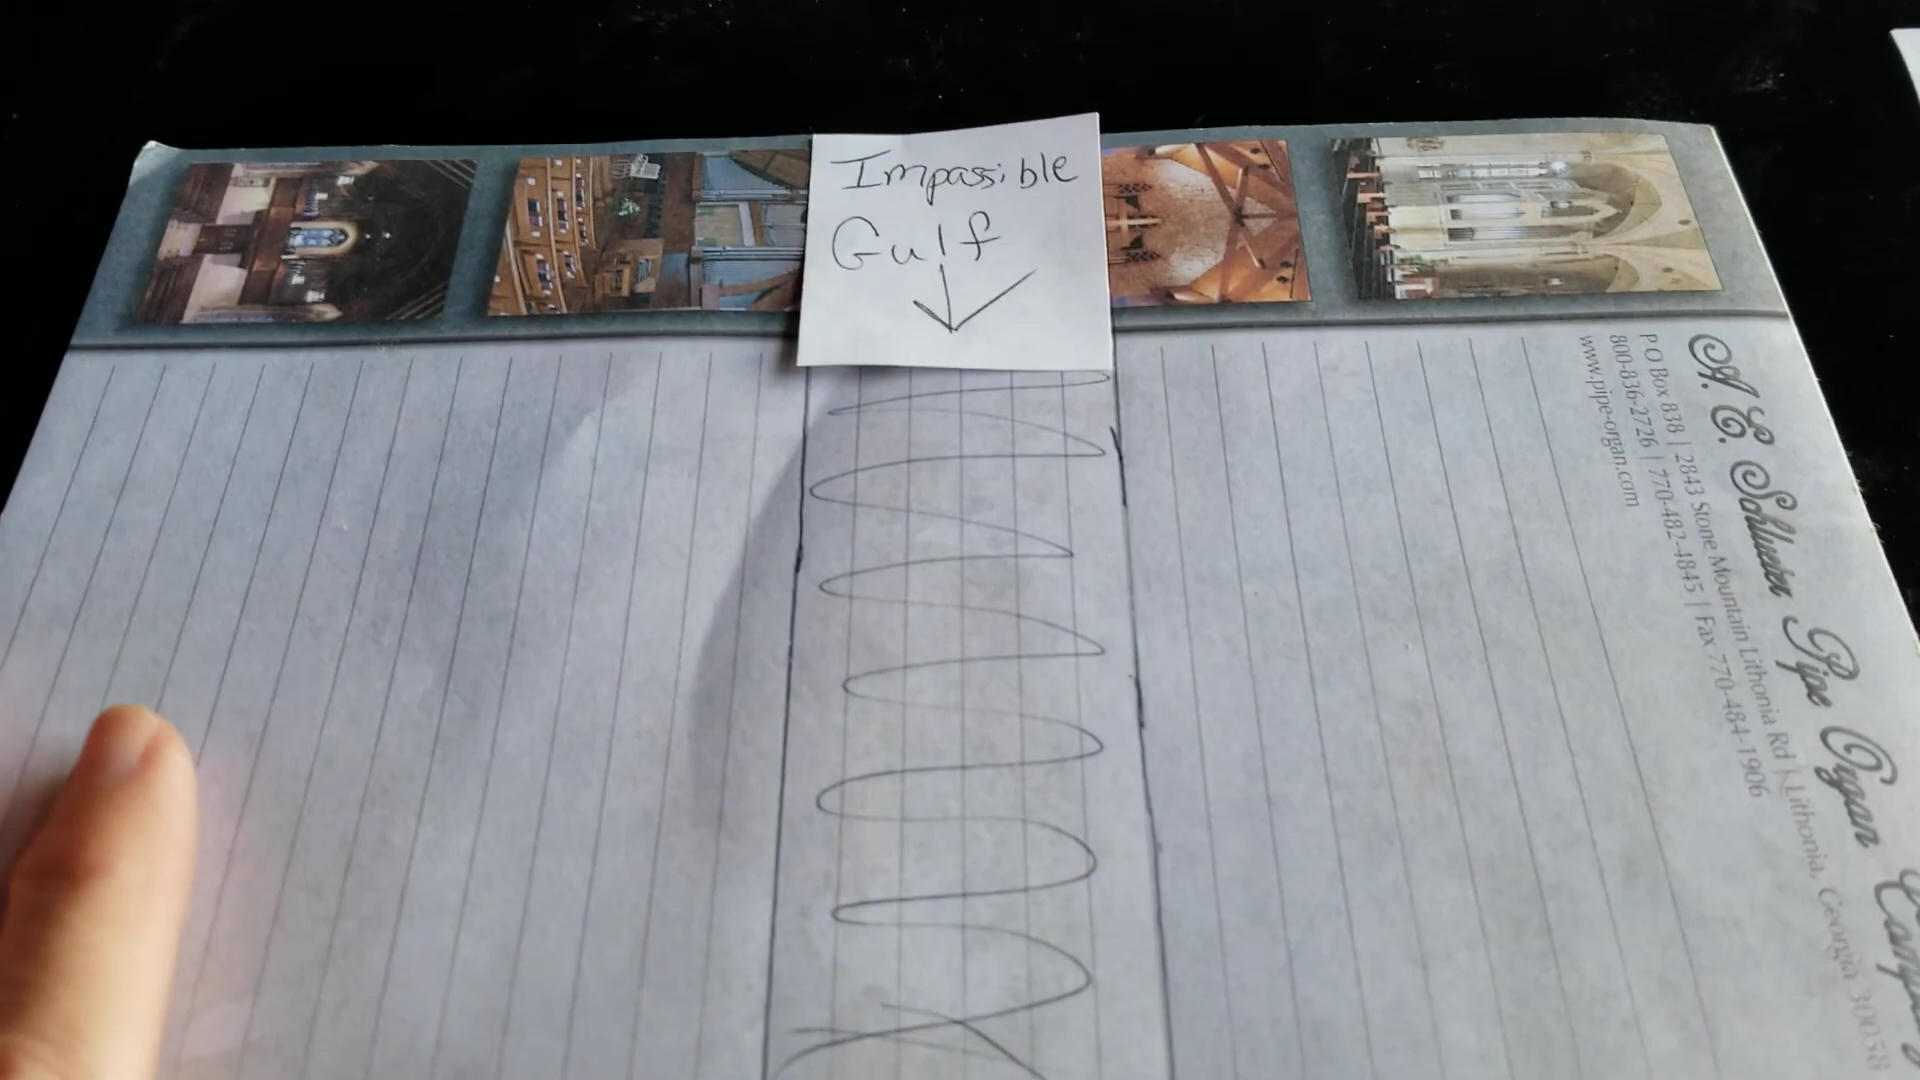 Impassible
Gulf
A. E. Schlueter Pipe Organ
P O Box 838 | 2843 Stone Mountain Lithonia Rd | Lithonia, Georgia 30058
800-836-2726 | 770-482-4845 | Fax 770-484-1906
www.pipe-organ.com